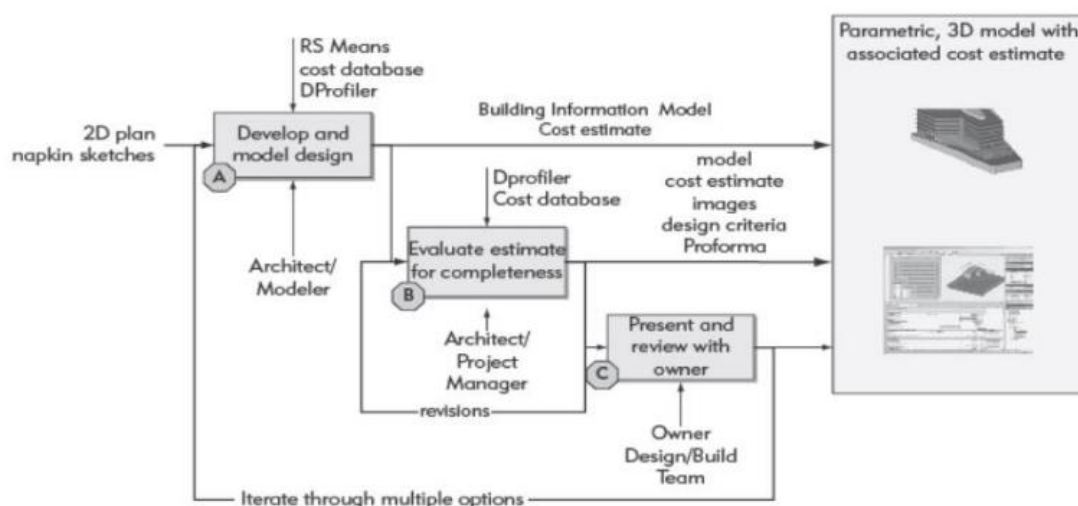 RS Means
cost database
DProfiler
Parametric, 3D model with
associated cost estimate
2D plan
napkin sketches
Develop and
model design
A
Building Information Model
Cost estimate
Architect/
Modeler
Dprofiler
Cost database
model
cost estimate
images
design criteria
Proforma
Evaluate estimate
for completeness
B
Architect/
Project
Manager
Present and
review with
owner
C
revisions
Owner
Design/Build
Team
Iterate through multiple options